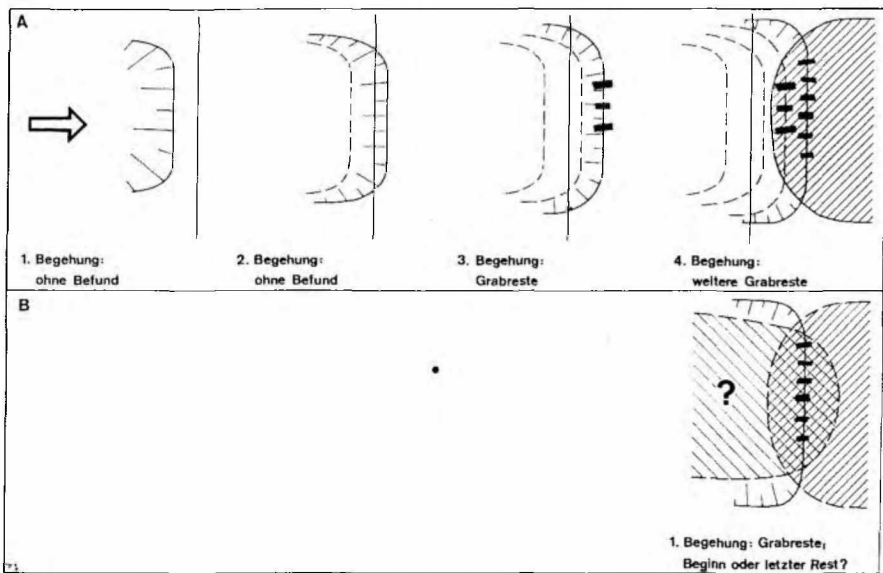 A
1. Begehung:
ohne Befund
2. Begehung:
ohne Befund
3. Begehung:
Grabreste
4. Begehung:
weitere Grabreste
B
?
1. Begehung: Grabreste;
Beginn oder letzter Rest?